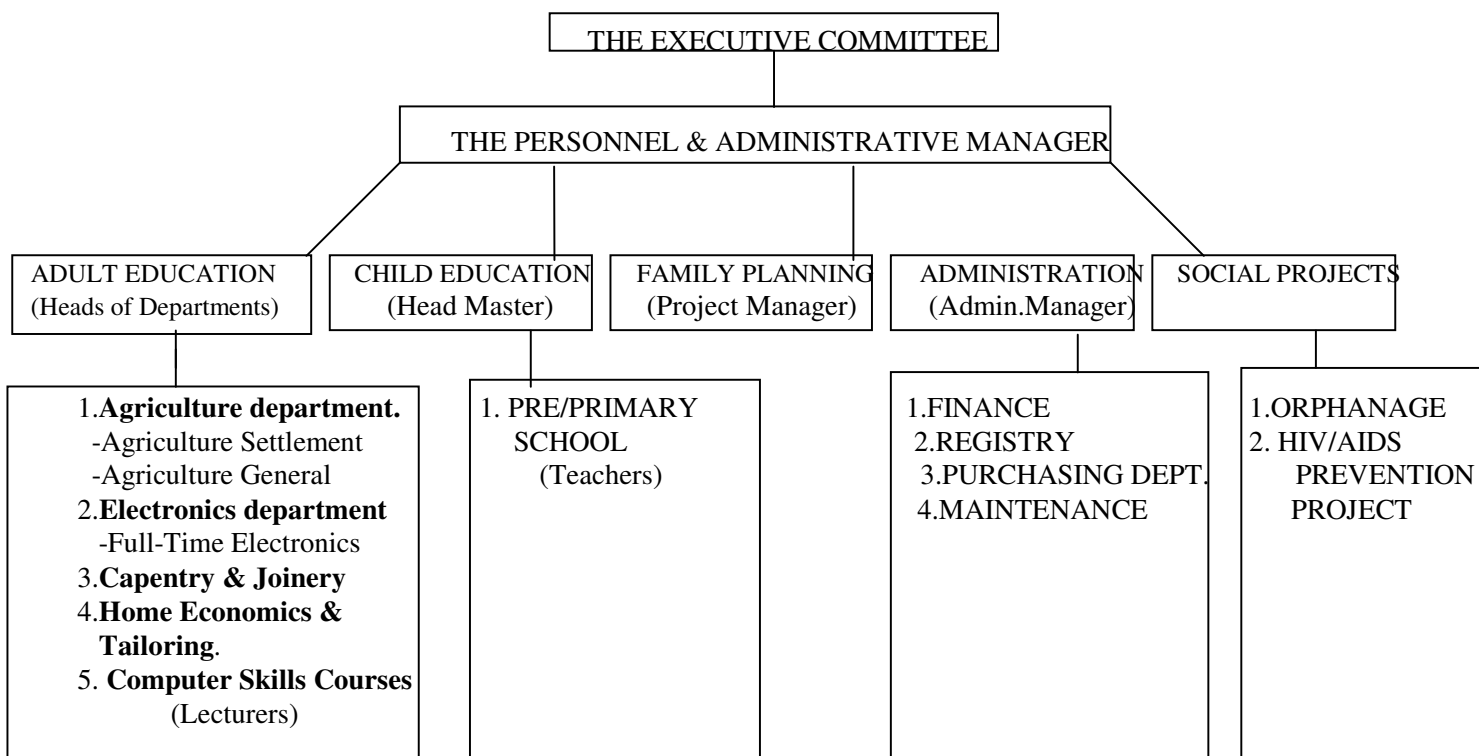 THE EXECUTIVE COMMITTEE
THE PERSONNEL & ADMINISTRATIVE MANAGER
ADULT EDUCATION
(Heads of Departments)
CHILD EDUCATION
(Head Master)
FAMILY PLANNING
(Project Manager)
ADMINISTRATION
(Admin.Manager)
SOCIAL PROJECTS
1.Agriculture department.
-Agriculture Settlement
-Agriculture General
2.Electronics department
-Full-Time Electronics
3.Capentry & Joinery
4.Home Economics &
Tailoring.
5. Computer Skills Courses
(Lecturers)
1. PRE/PRIMARY
SCHOOL
(Teachers)
1.FINANCE
2.REGISTRY
3.PURCHASING DEPT.
4.MAINTENANCE
1.ORPHANAGE
2. HIV/AIDS
PREVENTION
PROJECT